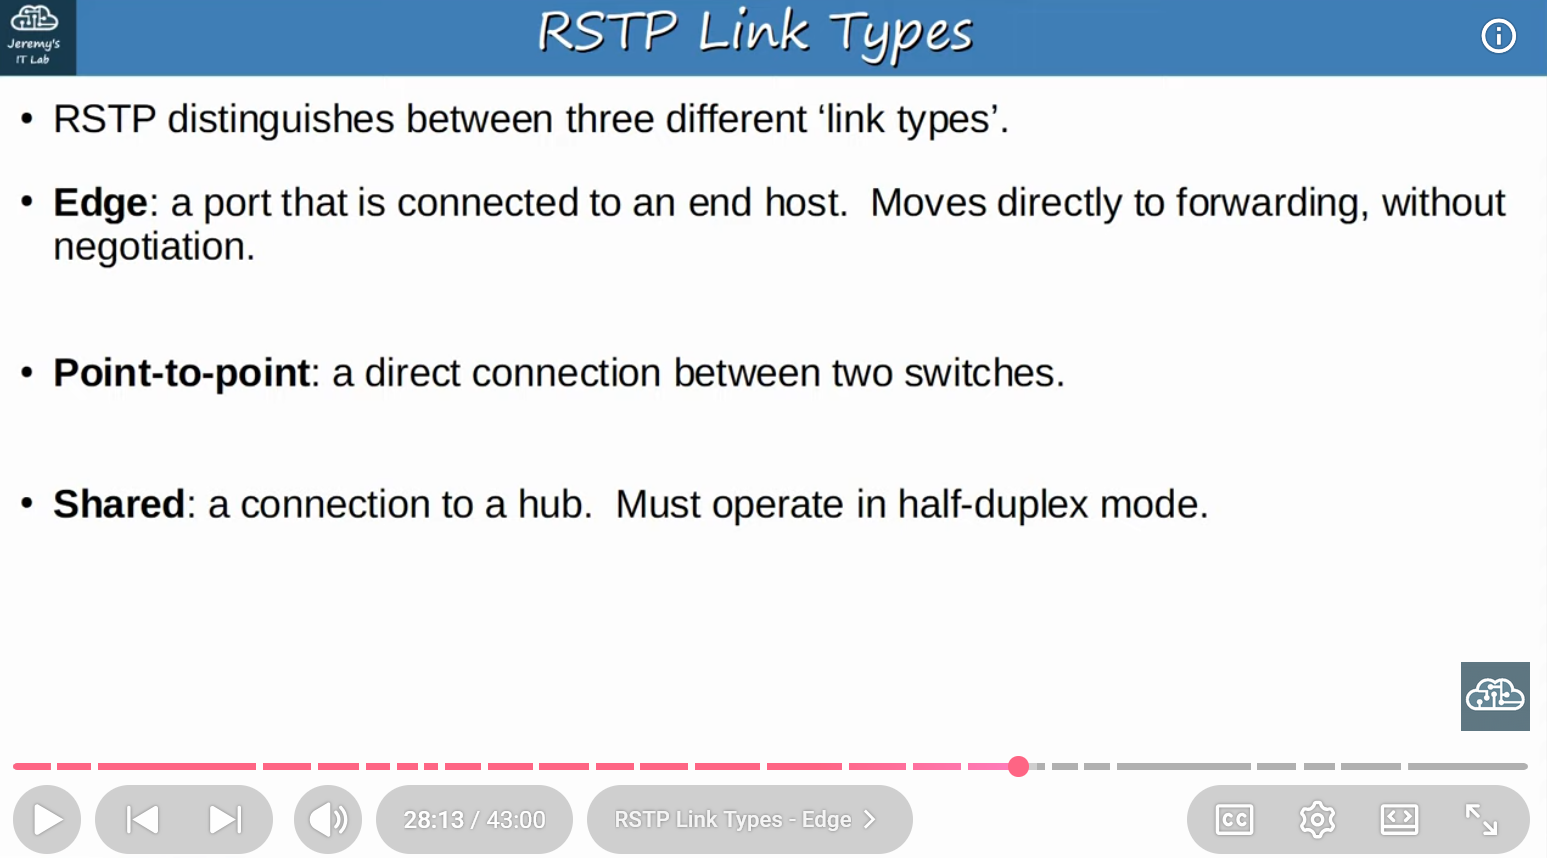 Jeremy's
IT Lab
RSTP Link Types
• RSTP distinguishes between three different ‘link types’.
• Edge: a port that is connected to an end host.  Moves directly to forwarding, without
negotiation.
• Point-to-point: a direct connection between two switches.
• Shared: a connection to a hub.  Must operate in half-duplex mode.
28:13 / 43:00
RSTP Link Types - Edge
CC